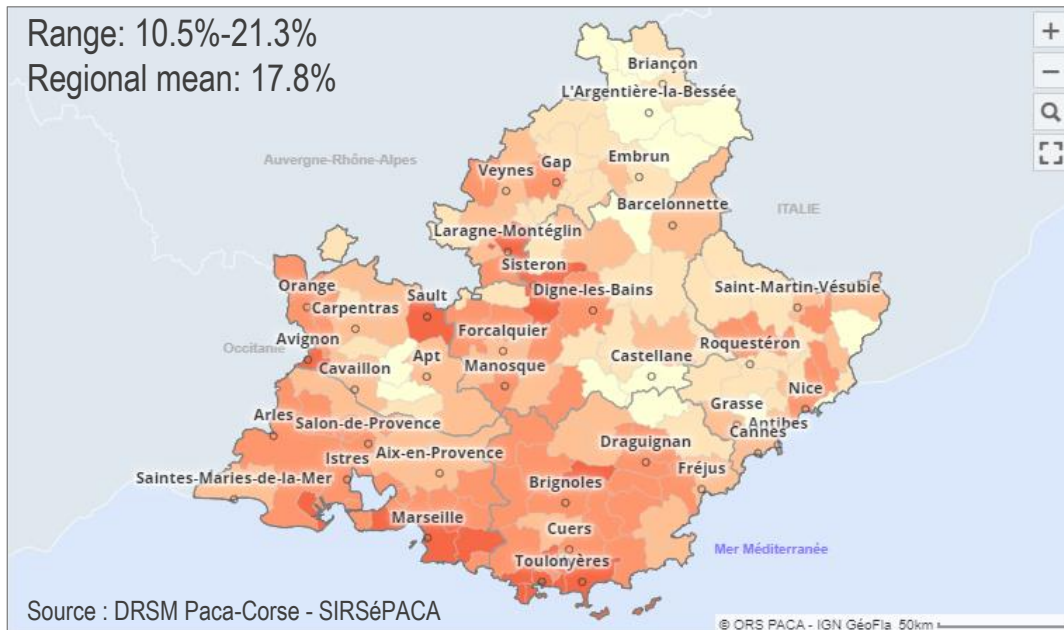 Range: 10.5%-21.3%
Regional mean: 17.8%
+
−
Briançon
L'Argentière-la-Bessée
Auvergne-Rhône-Alpes
Veynes
Gap
Embrun
Barcelonnette
ITALIE
Laragne-Montéglin
Sisteron
Orange
Sault
Digne-les-Bains
Saint-Martin-Vésubie
Carpentras
Forcalquier
Roquestéron
Avignon
Occitanie
Apt
Castellane
Cavaillon
Manosque
Nice
Grasse
Arles
Antibes
Salon-de-Provence
Draguignan
Cannes
Istres
Aix-en-Provence
Fréjus
Saintes-Maries-de-la-Mer
Brignoles
Marseille
Cuers
Mer Méditerranée
Toulon
Source : DRSM Paca-Corse - SIRSéPACA
© ORS PACA - IGN GéoFla 50km